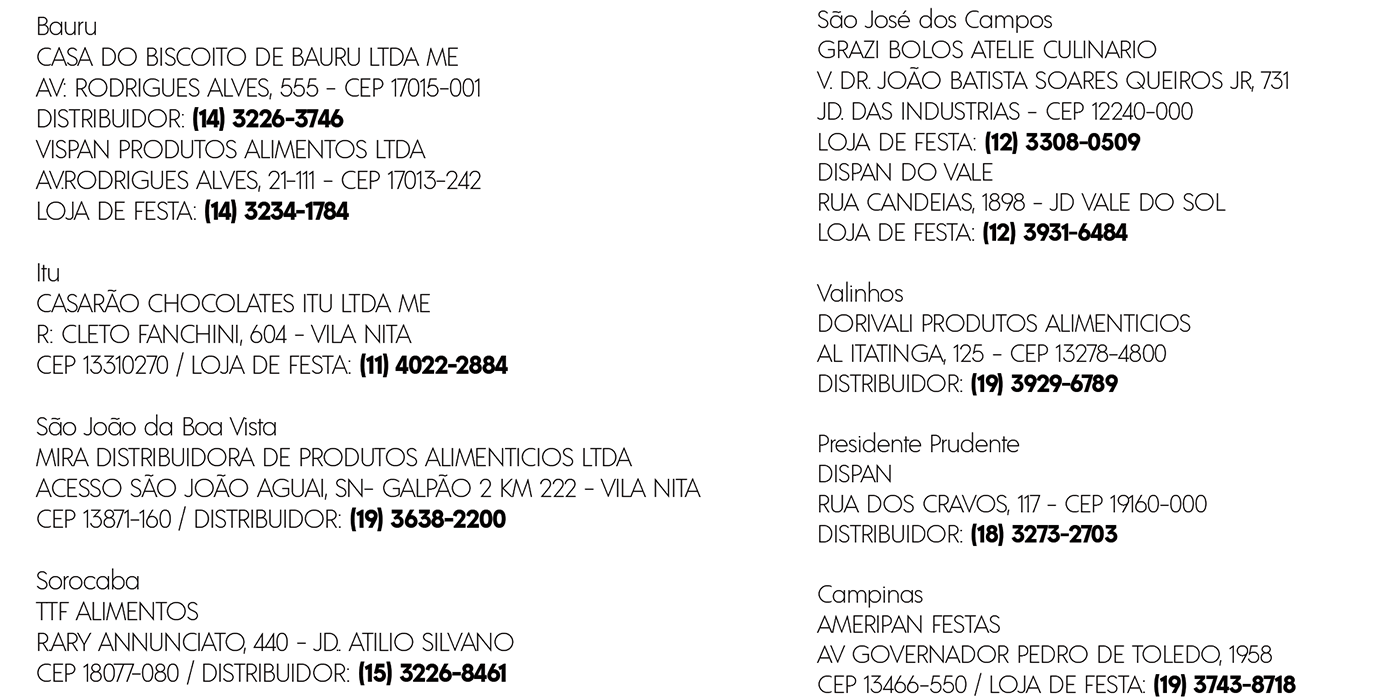 Bauru
CASA DO BISCOITO DE BAURU LTDA ME
AV: RODRIGUES ALVES, 555 - CEP 17015-001
DISTRIBUIDOR: (14) 3226-3746
VISPAN PRODUTOS ALIMENTOS LTDA
AV.RODRIGUES ALVES, 21-111 - CEP 17013-242
LOJA DE FESTA: (14) 3234-1784
Itu
CASARÃO CHOCOLATES ITU LTDA ME
R: CLETO FANCHINI, 604 - VILA NITA
CEP 13310270 / LOJA DE FESTA: (11) 4022-2884
São João da Boa Vista
MIRA DISTRIBUIDORA DE PRODUTOS ALIMENTICIOS LTDA
ACESSO SÃO JOÃO AGUAI, SN- GALPÃO 2 KM 222 - VILA NITA
CEP 13871-160 / DISTRIBUIDOR: (19) 3638-2200
Sorocaba
TTF ALIMENTOS
RARY ANNUNCIATO, 440 - JD. ATILIO SILVANO
CEP 18077-080 / DISTRIBUIDOR: (15) 3226-8461
São José dos Campos
GRAZI BOLOS ATELIE CULINARIO
V. DR. JOÃO BATISTA SOARES QUEIROS JR, 731
JD. DAS INDUSTRIAS - CEP 12240-000
LOJA DE FESTA: (12) 3308-0509
DISPAN DO VALE
RUA CANDEIAS, 1898 - JD VALE DO SOL
LOJA DE FESTA: (12) 3931-6484
Valinhos
DORIVALI PRODUTOS ALIMENTICIOS
AL ITATINGA, 125 - CEP 13278-4800
DISTRIBUIDOR: (19) 3929-6789
Presidente Prudente
DISPAN
RUA DOS CRAVOS, 117 - CEP 19160-000
DISTRIBUIDOR: (18) 3273-2703
Campinas
AMERIPAN FESTAS
AV GOVERNADOR PEDRO DE TOLEDO, 1958
CEP 13466-550 / LOJA DE FESTA: (19) 3743-8718